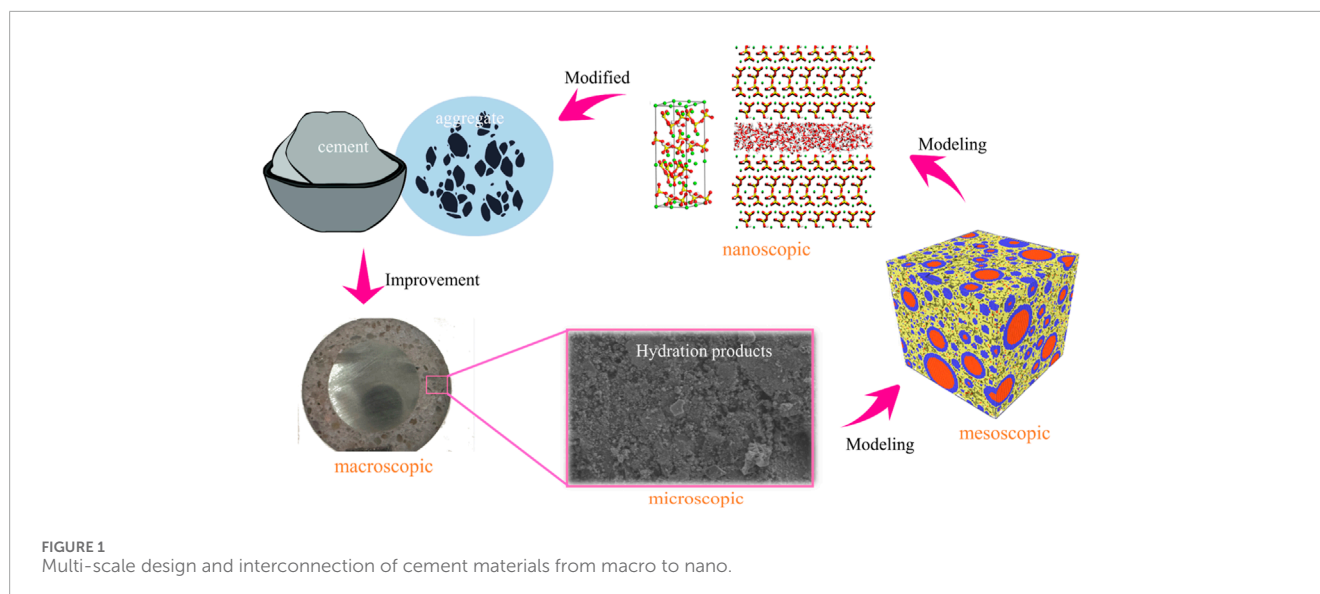 Modified
aggregate
cement
Modeling
nanoscopic
Improvement
Hydration products
macroscopic
microscopic
Modeling
mesoscopic
FIGURE 1
Multi-scale design and interconnection of cement materials from macro to nano.